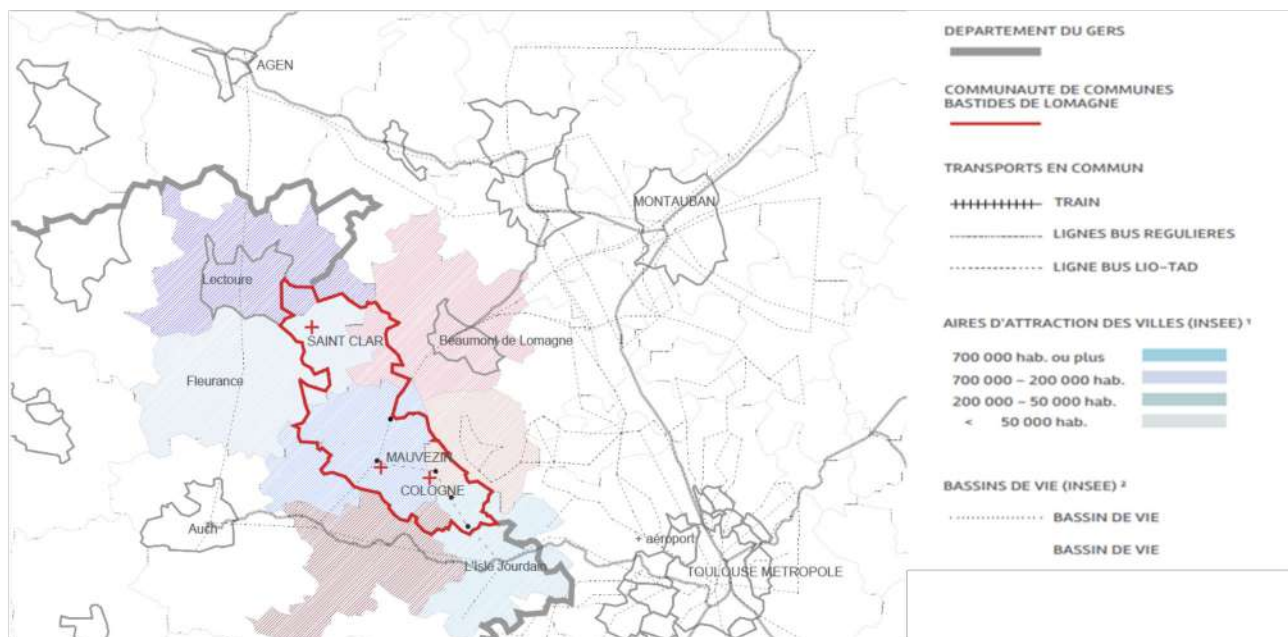 AGEN
MONTAUBAN
Lectoure
SAINT CLAR
Beaumont de Lomagne
Fleurance
MAUVEZIN
COLOGNE
Auch
+ aéroport
L'Isle Jourdain
TOULOUSE METROPOLE
DEPARTEMENT DU GERS
COMMUNAUTE DE COMMUNES
BASTIDES DE LOMAGNE
TRANSPORTS EN COMMUN
TRAIN
LIGNES BUS REGULIERES
LIGNE BUS LIO-TAD
AIRES D'ATTRACTION DES VILLES (INSEE) ¹
700 000 hab. ou plus
700 000 – 200 000 hab.
200 000 – 50 000 hab.
< 50 000 hab.
BASSINS DE VIE (INSEE) ²
BASSIN DE VIE
BASSIN DE VIE